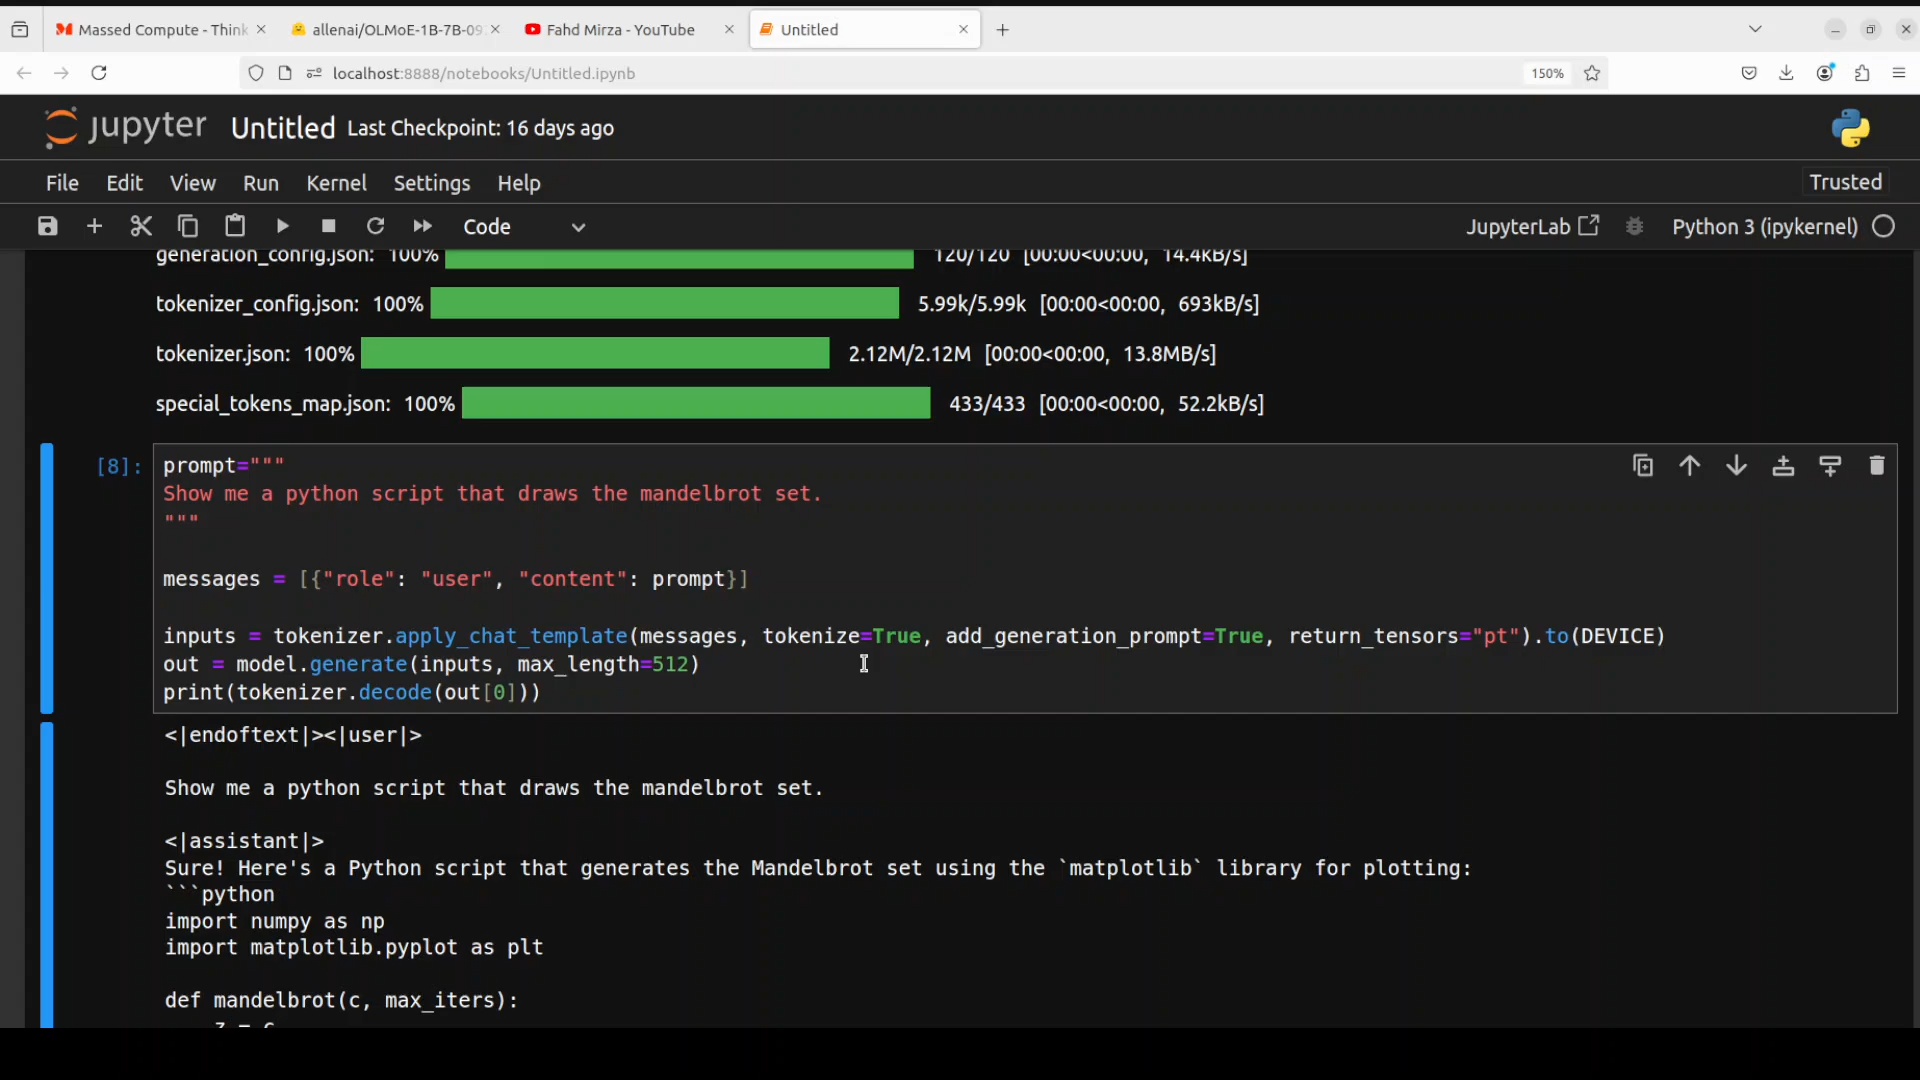 Massed Compute - Think
allenai/OLMoE-1B-7B-09
Fahd Mirza - YouTube
Untitled
localhost:8888/notebooks/Untitled.ipynb
150%
jupyter
Untitled
Last Checkpoint: 16 days ago
File Edit View Run Kernel Settings Help
Trusted
Code
JupyterLab
Python 3 (ipykernel)
generation_config.json: 100% 120/120 [00:00<00:00, 14.4kB/s]
tokenizer_config.json: 100% 5.99k/5.99k [00:00<00:00, 693kB/s]
tokenizer.json: 100% 2.12M/2.12M [00:00<00:00, 13.8MB/s]
special_tokens_map.json: 100% 433/433 [00:00<00:00, 52.2kB/s]
[8]: prompt="""
Show me a python script that draws the mandelbrot set.
"""
messages = [{"role": "user", "content": prompt}]
inputs = tokenizer.apply_chat_template(messages, tokenize=True, add_generation_prompt=True, return_tensors="pt").to(DEVICE)
out = model.generate(inputs, max_length=512)
print(tokenizer.decode(out[0]))
<|endoftext|><|user|>
Show me a python script that draws the mandelbrot set.
<|assistant|>
Sure! Here's a Python script that generates the Mandelbrot set using the `matplotlib` library for plotting:
```python
import numpy as np
import matplotlib.pyplot as plt
def mandelbrot(c, max_iters):